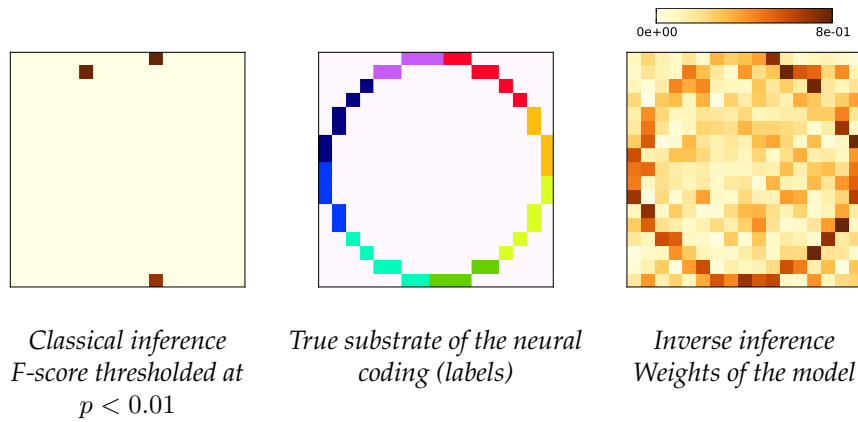 0e+00 8e-01
Classical inference
F-score thresholded at
p < 0.01
True substrate of the neural
coding (labels)
Inverse inference
Weights of the model